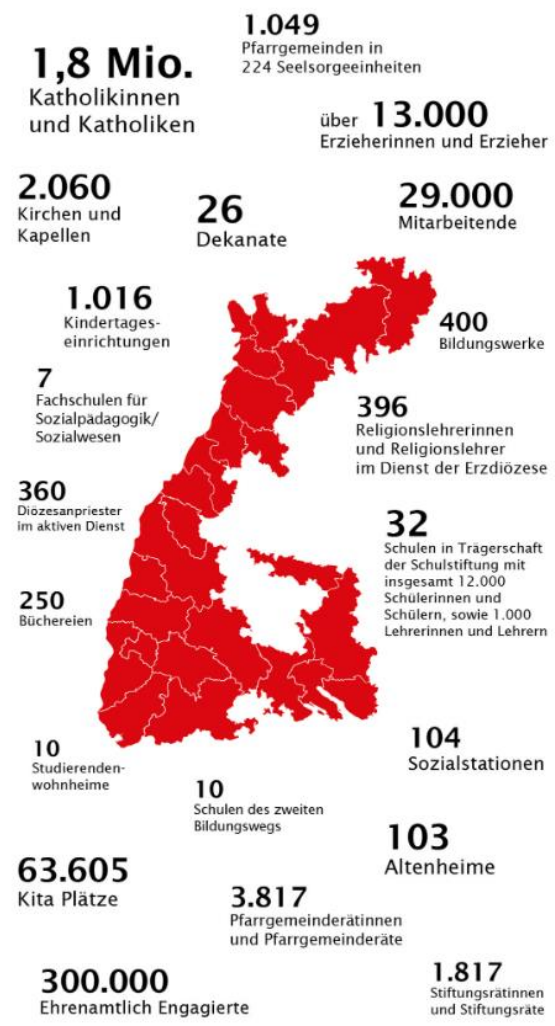 1.049
Pfarrgemeinden in
224 Seelsorgeeinheiten
1,8 Mio.
Katholikinnen
und Katholiken
über 13.000
Erzieherinnen und Erzieher
2.060
Kirchen und
Kapellen
26
Dekanate
29.000
Mitarbeitende
1.016
Kindertages-
einrichtungen
400
Bildungswerke
7
Fachschulen für
Sozialpädagogik/
Sozialwesen
396
Religionslehrerinnen
und Religionslehrer
im Dienst der Erzdiözese
360
Diözesanpriester
im aktiven Dienst
32
Schulen in Trägerschaft
der Schulstiftung mit
insgesamt 12.000
Schülerinnen und
Schülern, sowie 1.000
Lehrerinnen und Lehrern
250
Büchereien
10
Studierenden-
wohnheime
10
Schulen des zweiten
Bildungswegs
104
Sozialstationen
103
Altenheime
63.605
Kita Plätze
3.817
Pfarrgemeinderätinnen
und Pfarrgemeinderäte
300.000
Ehrenamtlich Engagierte
1.817
Stiftungsrätinnen
und Stiftungsräte